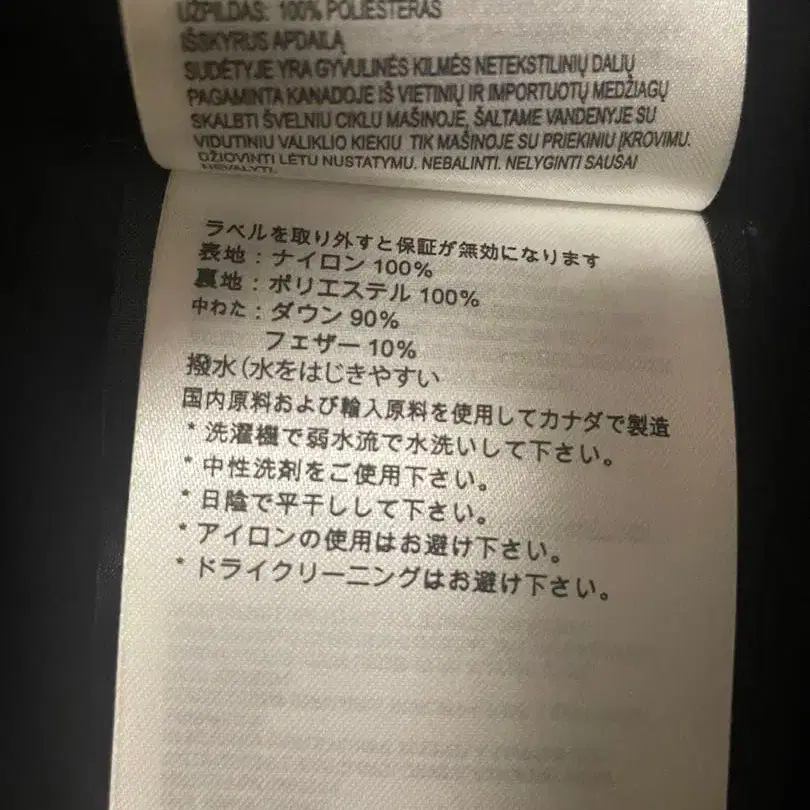 UŽPILDAS: 100% POLIESTERAS
IŠSKYRUS APDAILĄ
SUDĖTYJE YRA GYVULINĖS KILMĖS NETEKSTILINIŲ DALIŲ
PAGAMINTA KANADOJE IŠ VIETINIŲ IR IMPORTUOTŲ MEDŽIAGŲ
SKALBTI ŠVELNIU CIKLU MAŠINOJE, ŠALTAME VANDENYJE SU
VIDUTINIU VALIKLIO KIEKIU TIK MAŠINOJE SU PRIEKINIU ĮKROVIMU.
DŽIOVINTI LĖTU NUSTATYMU. NEBALINTI. NELYGINTI SAUSAI
NEVALYTI.
ラベルを取り外すと保証が無効になります
表地：ナイロン 100%
裏地：ポリエステル 100%
中わた：ダウン 90%
フェザー 10%
撥水(水をはじきやすい
国内原料および輸入原料を使用してカナダで製造
* 洗濯機で弱水流で水洗いして下さい。
* 中性洗剤をご使用下さい。
* 日陰で平干しして下さい。
* アイロンの使用はお避け下さい。
* ドライクリーニングはお避け下さい。